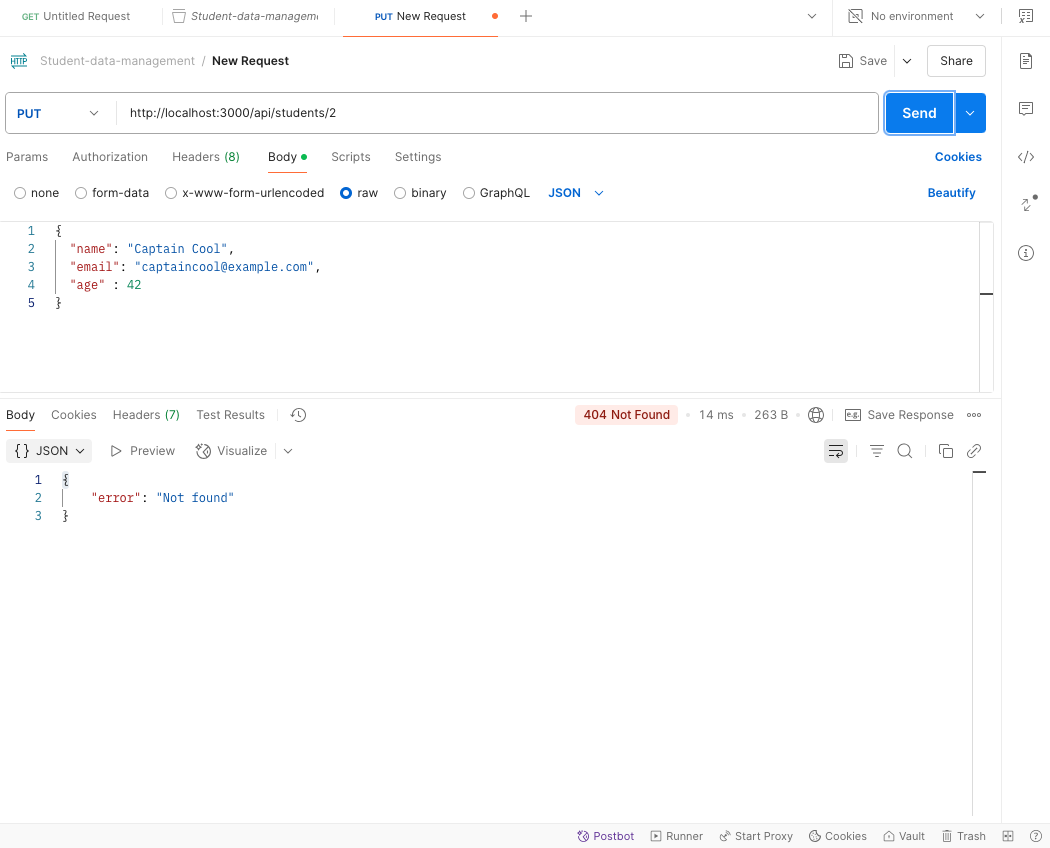 GET Untitled Request
Student-data-managem
PUT New Request
No environment
HTTP Student-data-management / New Request
Save
Share
PUT
http://localhost:3000/api/students/2
Send
Params Authorization Headers (8) Body Scripts Settings Cookies
none form-data x-www-form-urlencoded raw binary GraphQL JSON Beautify
1 {
2 "name": "Captain Cool",
3 "email": "captaincool@example.com",
4 "age" : 42
5 }
Body Cookies Headers (7) Test Results 404 Not Found 14 ms 263 B e.g. Save Response
{} JSON Preview Visualize
1 {
2 "error": "Not found"
3 }
Postbot Runner Start Proxy Cookies Vault Trash